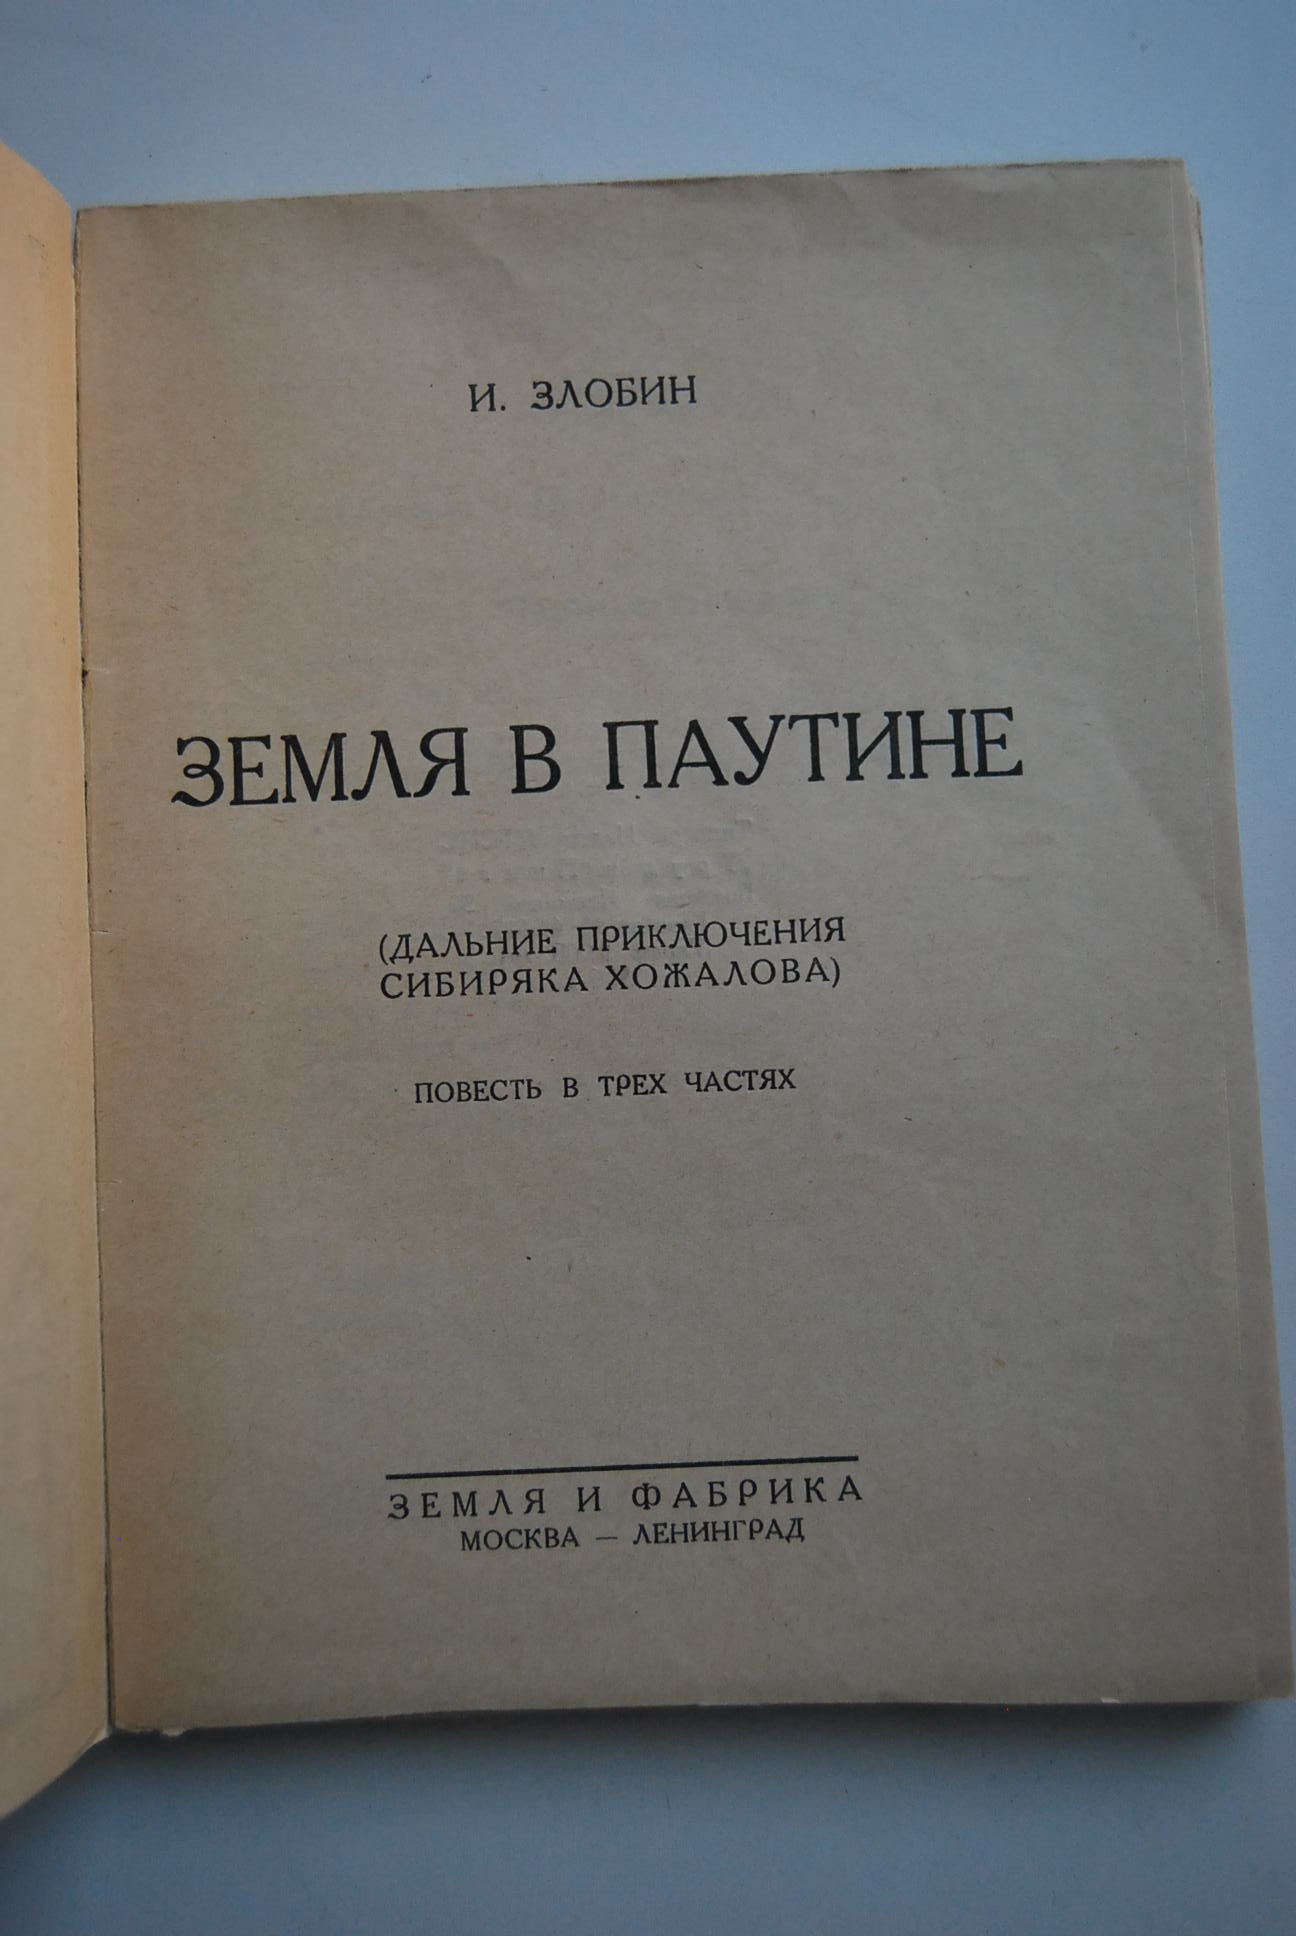 И. ЗЛОБИН
ЗЕМЛЯ В ПАУТИНЕ
(ДАЛЬНИЕ ПРИКЛЮЧЕНИЯ
СИБИРЯКА ХОЖАЛОВА)
ПОВЕСТЬ В ТРЕХ ЧАСТЯХ
ЗЕМЛЯ И ФАБРИКА
МОСКВА — ЛЕНИНГРАД